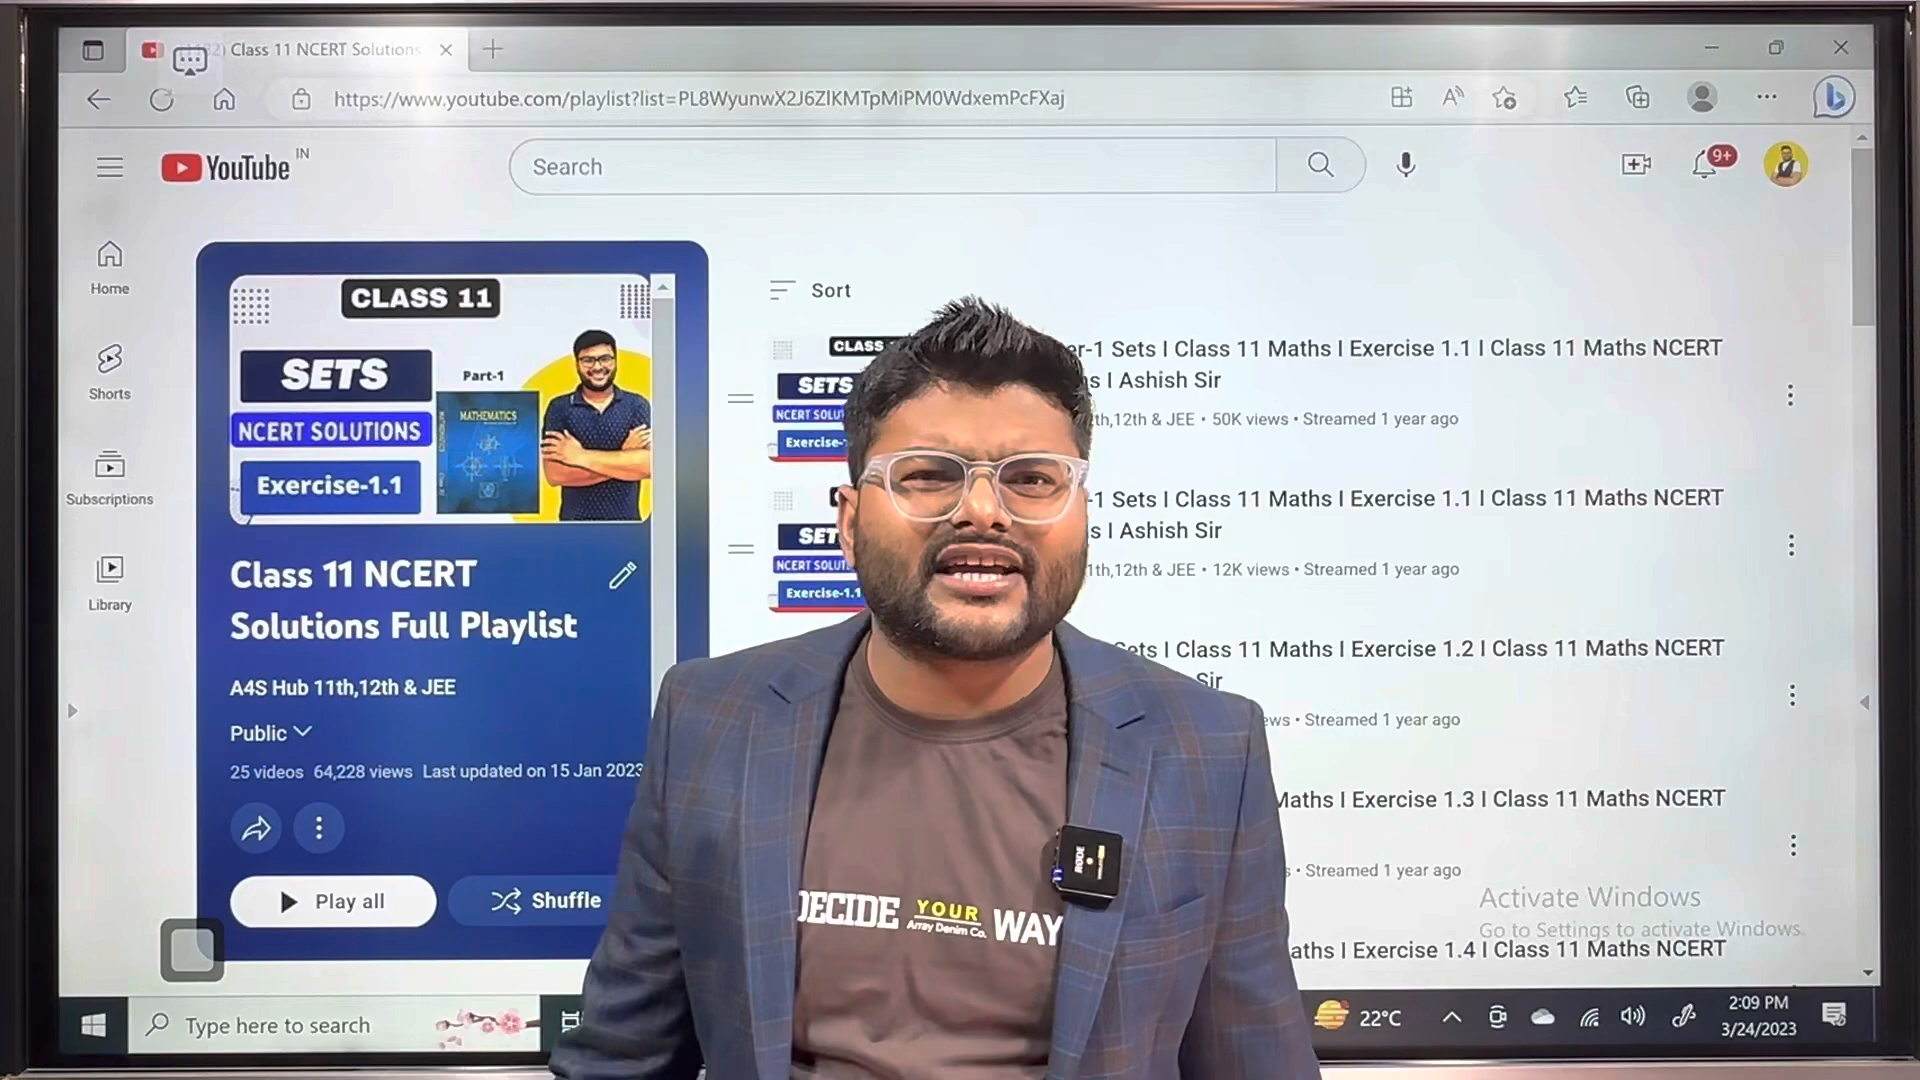 Class 11 NCERT Solutions
https://www.youtube.com/playlist?list=PL8WyunwX2J6ZlKMTpMiPM0WdxemPcFXaj
YouTube IN
Search
9+
Home
Shorts
Subscriptions
Library
CLASS 11
SETS
Part-1
MATHEMATICS
NCERT SOLUTIONS
Exercise-1.1
Class 11 NCERT
Solutions Full Playlist
A4S Hub 11th,12th & JEE
Public
25 videos 64,228 views Last updated on 15 Jan 2023
Play all
Shuffle
Sort
CLASS
SETS
NCERT SOLU
Exercise-
er-1 Sets I Class 11 Maths I Exercise 1.1 I Class 11 Maths NCERT
s I Ashish Sir
th,12th & JEE • 50K views • Streamed 1 year ago
SET
NCERT SOLU
Exercise-1.1
-1 Sets I Class 11 Maths I Exercise 1.1 I Class 11 Maths NCERT
s I Ashish Sir
1th,12th & JEE • 12K views • Streamed 1 year ago
Sets I Class 11 Maths I Exercise 1.2 I Class 11 Maths NCERT
Sir
ews • Streamed 1 year ago
Maths I Exercise 1.3 I Class 11 Maths NCERT
s • Streamed 1 year ago
Activate Windows
Go to Settings to activate Windows.
aths I Exercise 1.4 I Class 11 Maths NCERT
RODE
DECIDE YOUR WAY
Array Denim Co.
Type here to search
22°C
2:09 PM
3/24/2023